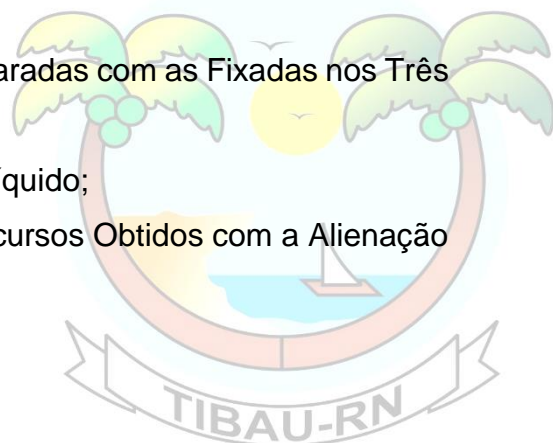 aradas com as Fixadas nos Três
íquido;
cursos Obtidos com a Alienação
TIBAU-RN